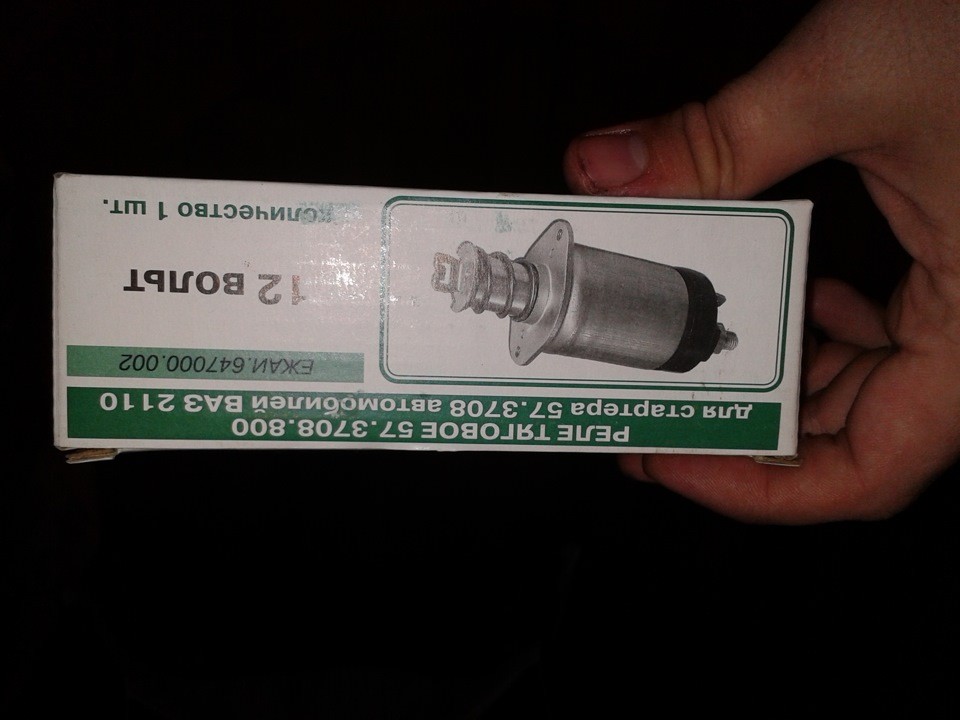 РЕЛЕ ТЯГОВОЕ 57.3708.800
для стартера 57.3708 автомобилей ВАЗ 2110
ЕЖАИ.647000.002
12 ВОЛЬТ
количество 1 шт.